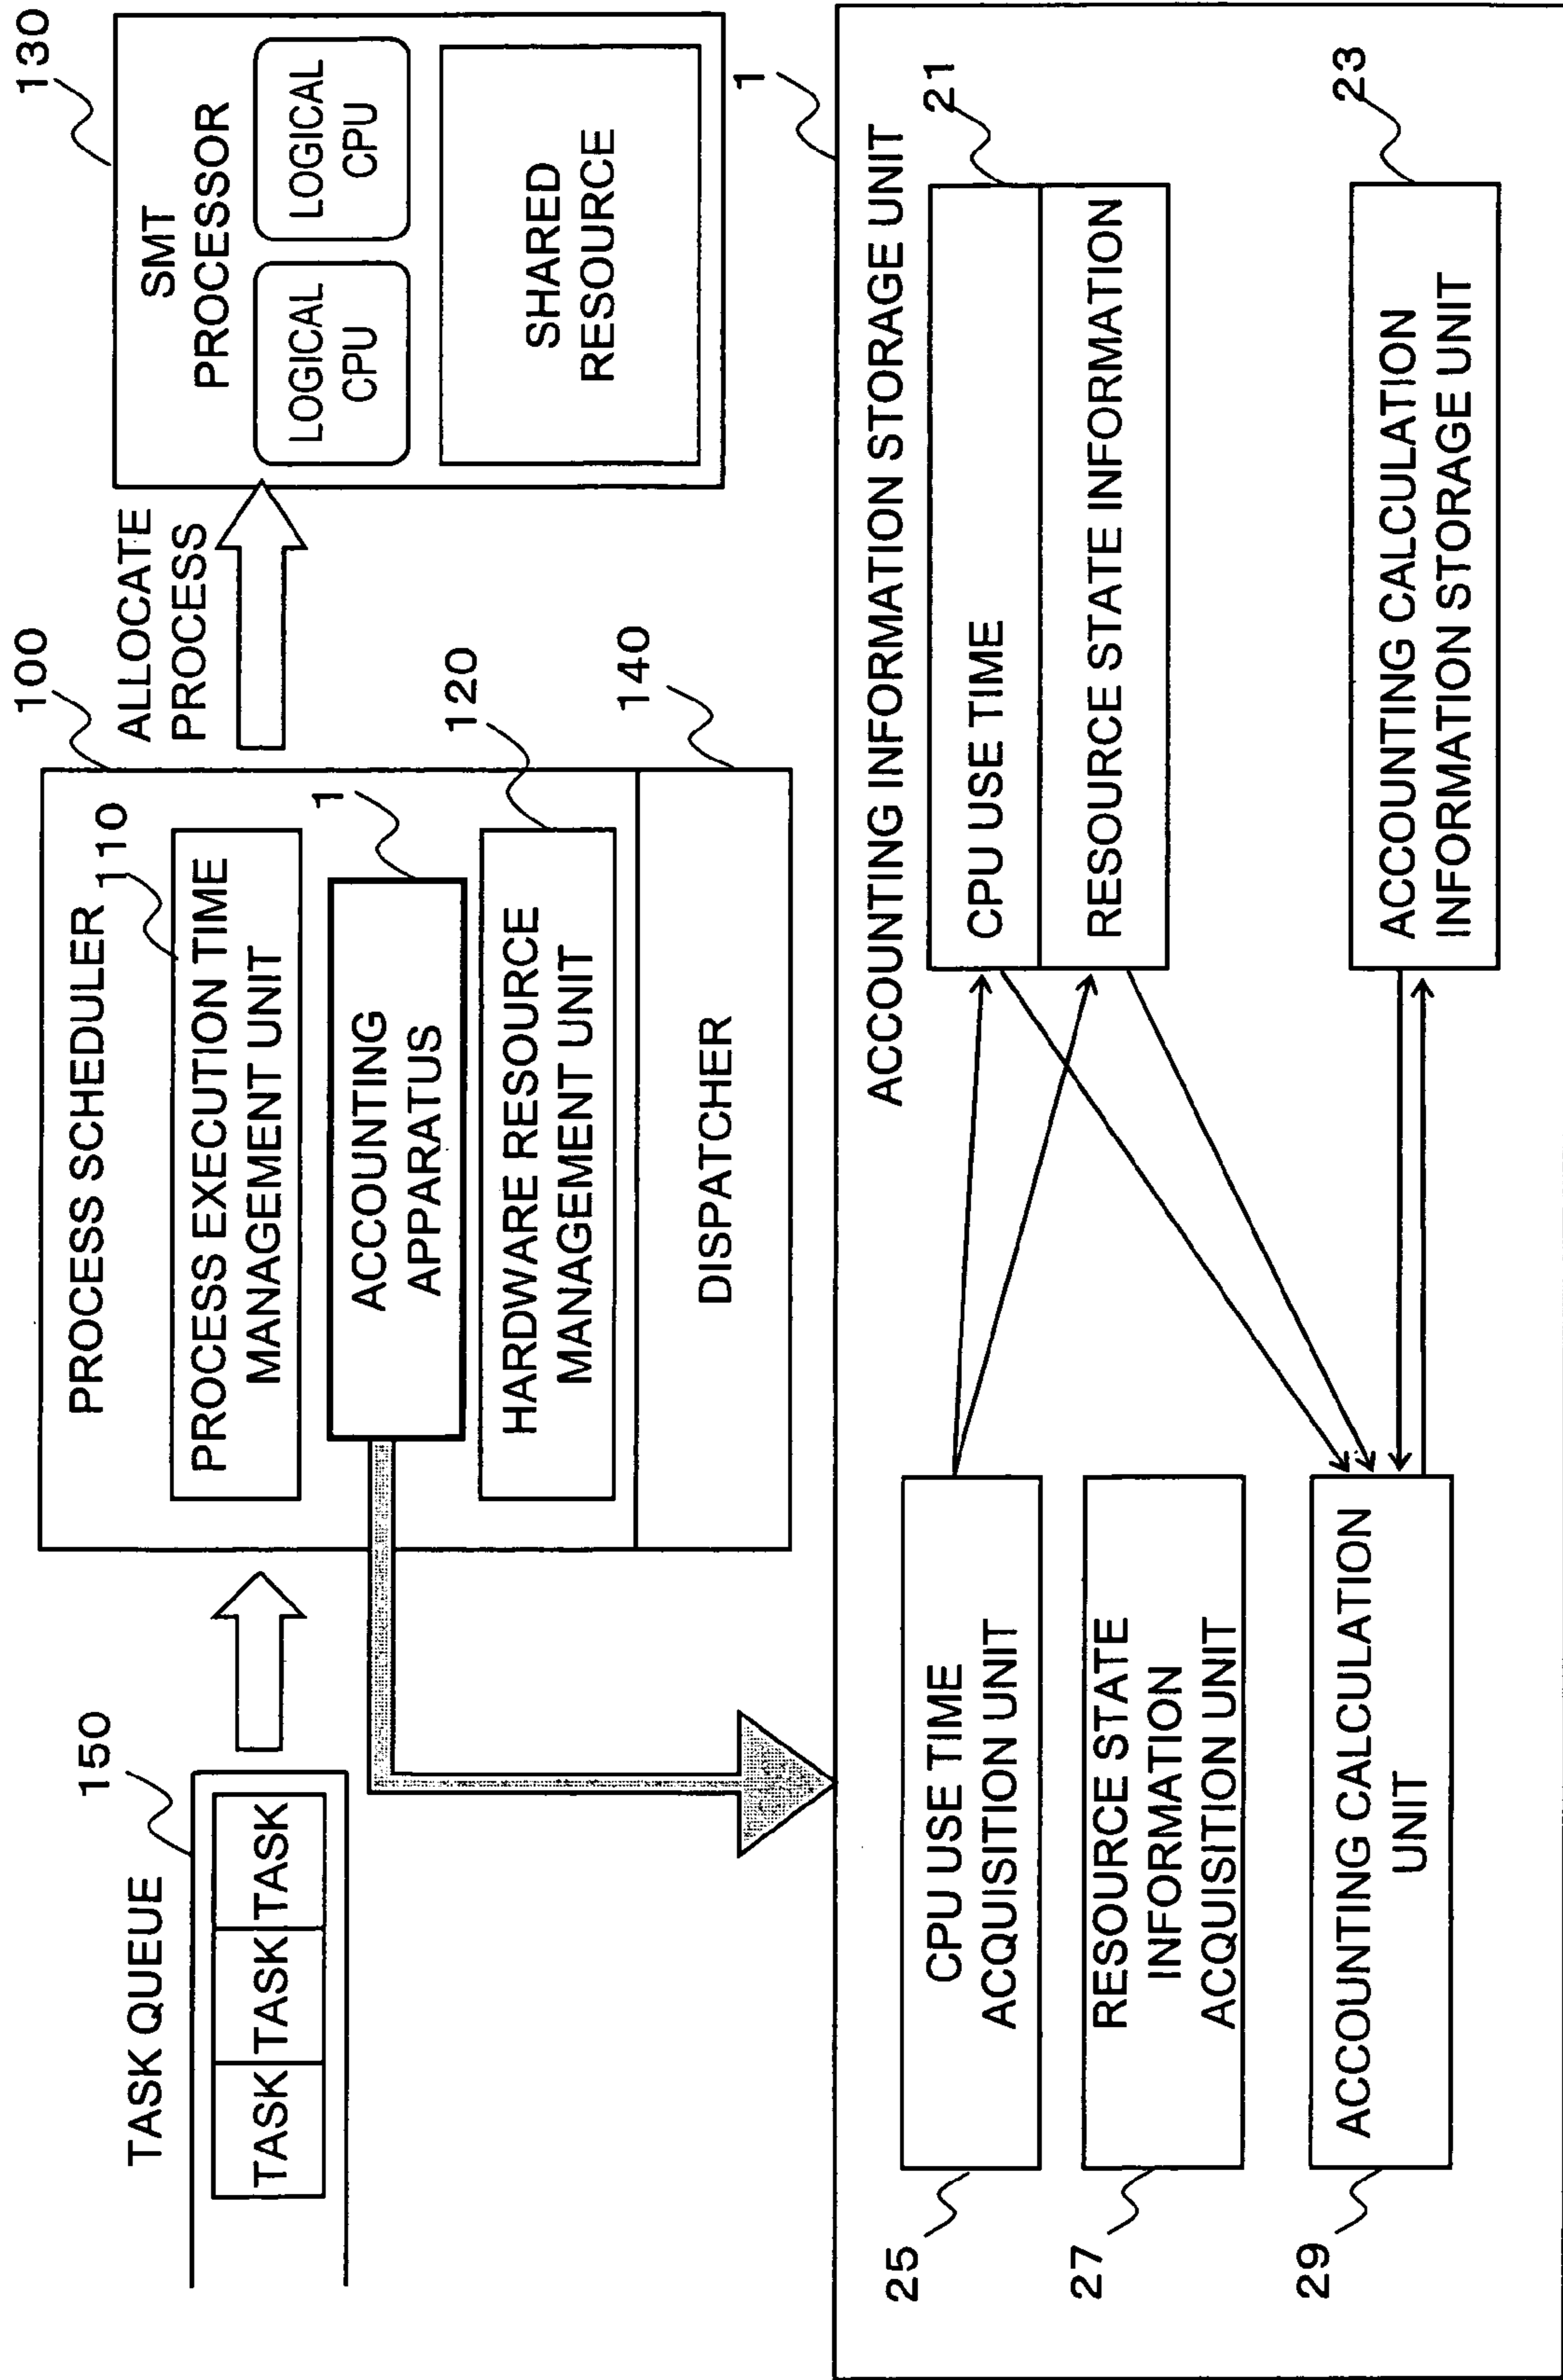 TASK QUEUE
150
TASK TASK TASK
100
PROCESS SCHEDULER
110
PROCESS EXECUTION TIME
MANAGEMENT UNIT
1
ACCOUNTING
APPARATUS
120
HARDWARE RESOURCE
MANAGEMENT UNIT
140
DISPATCHER
ALLOCATE
PROCESS
130
SMT
PROCESSOR
LOGICAL
CPU
LOGICAL
CPU
SHARED
RESOURCE
1
ACCOUNTING INFORMATION STORAGE UNIT
25
CPU USE TIME
ACQUISITION UNIT
21
CPU USE TIME
RESOURCE STATE INFORMATION
27
RESOURCE STATE
INFORMATION
ACQUISITION UNIT
29
ACCOUNTING CALCULATION
UNIT
23
ACCOUNTING CALCULATION
INFORMATION STORAGE UNIT